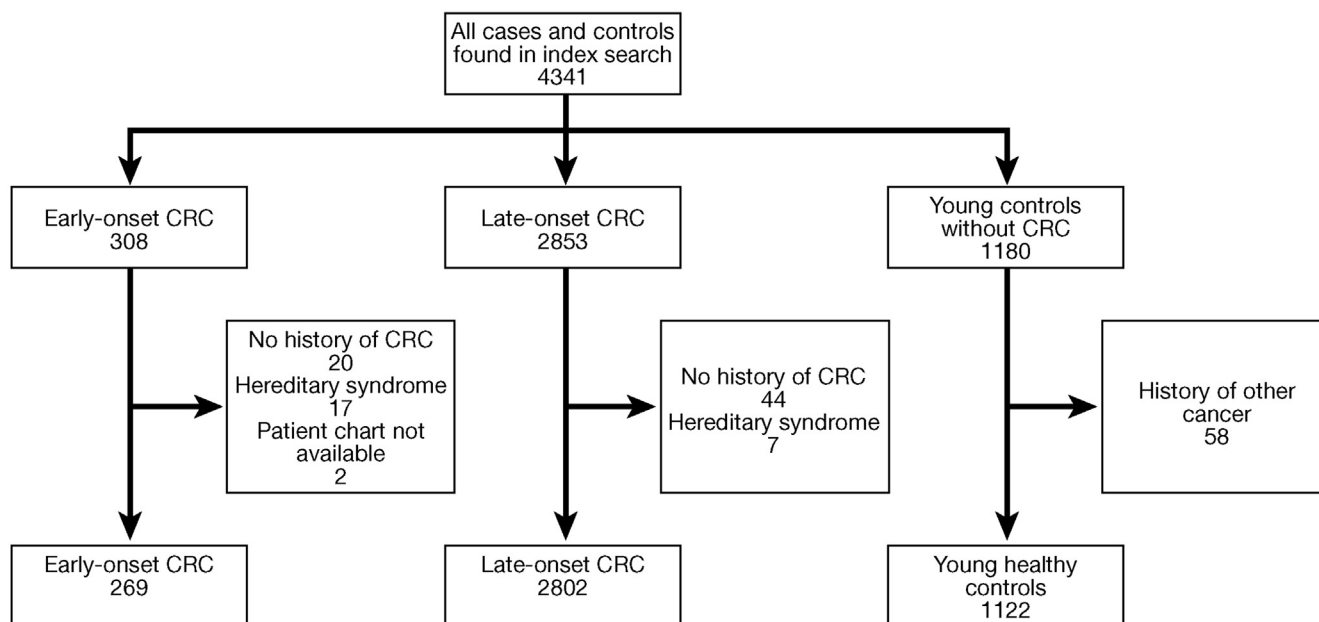 All cases and controls
found in index search
4341
Early-onset CRC
308
Late-onset CRC
2853
Young controls
without CRC
1180
No history of CRC
20
Hereditary syndrome
17
Patient chart not
available
2
No history of CRC
44
Hereditary syndrome
7
History of other
cancer
58
Early-onset CRC
269
Late-onset CRC
2802
Young healthy
controls
1122